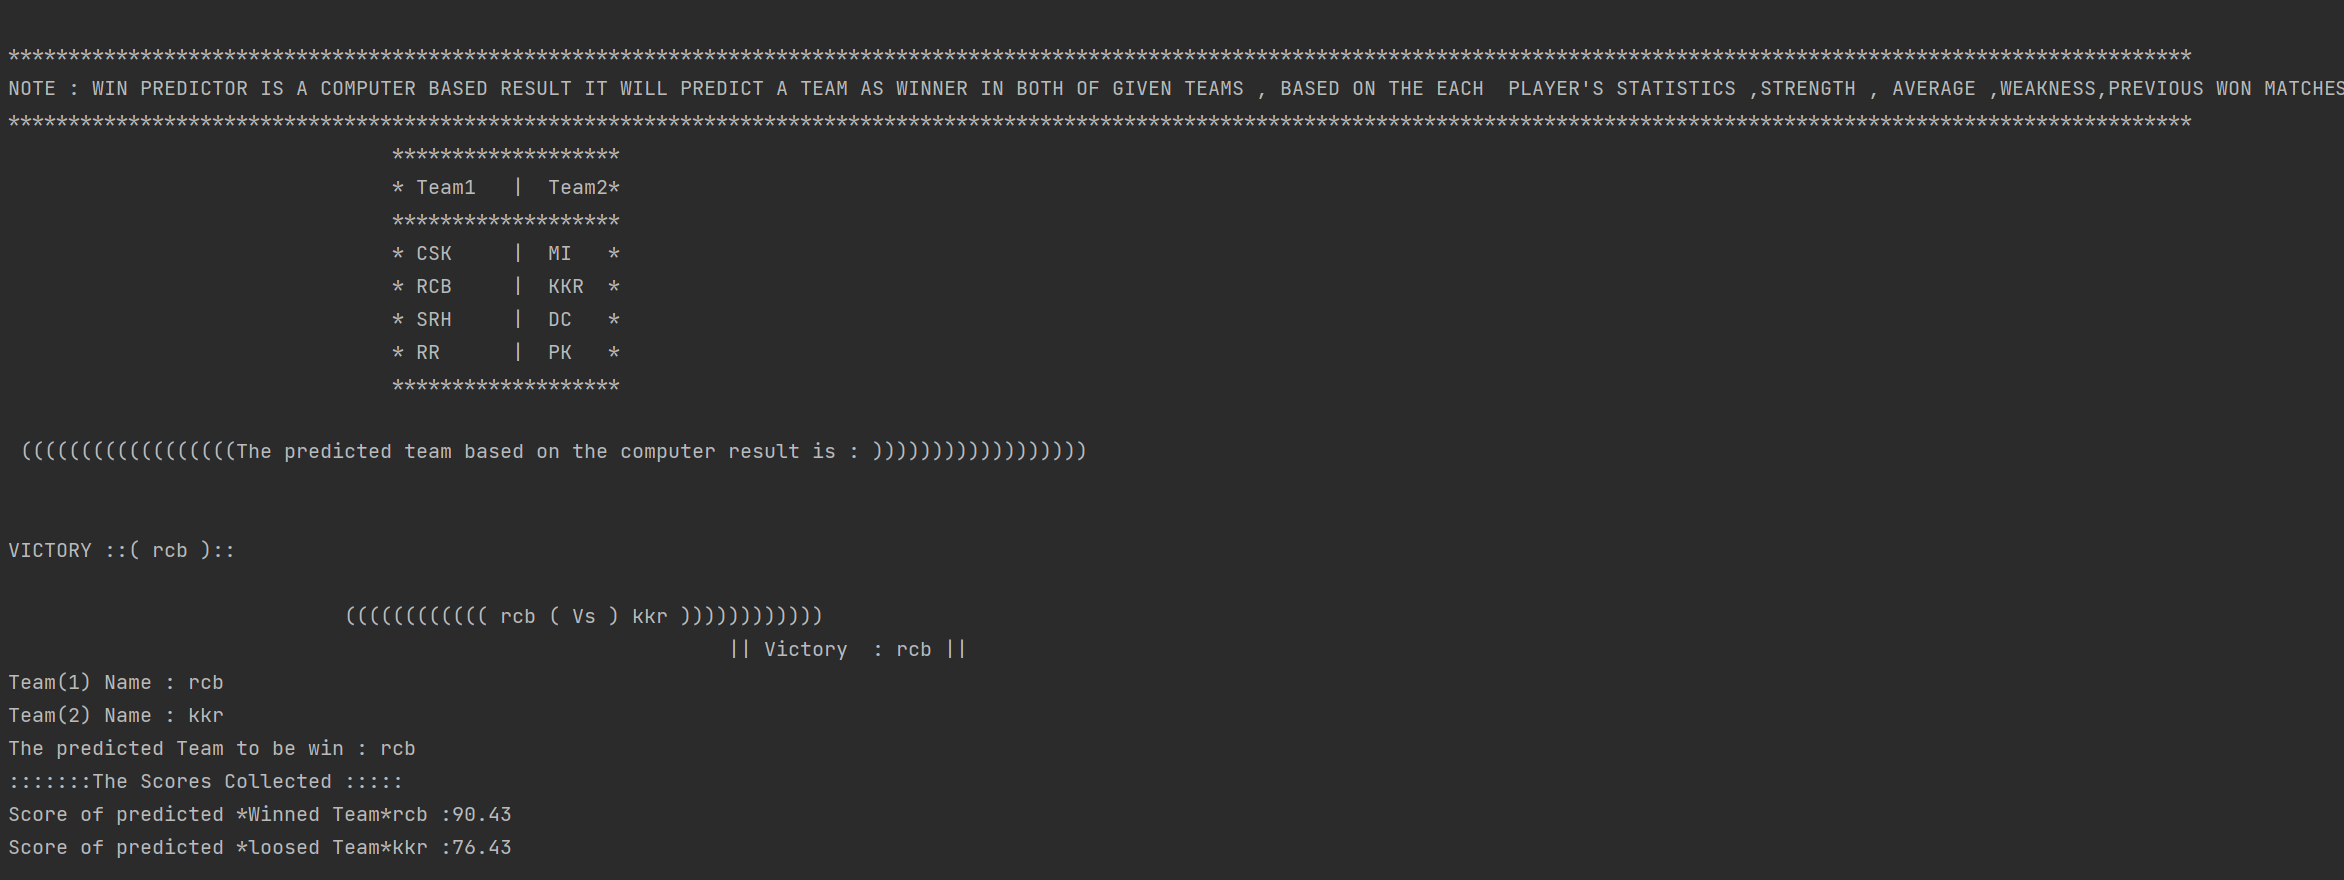 **************************************************************************************************************************************************************************************
NOTE : WIN PREDICTOR IS A COMPUTER BASED RESULT IT WILL PREDICT A TEAM AS WINNER IN BOTH OF GIVEN TEAMS , BASED ON THE EACH  PLAYER'S STATISTICS ,STRENGTH , AVERAGE ,WEAKNESS,PREVIOUS WON MATCHES
**************************************************************************************************************************************************************************************
*******************
* Team1   |  Team2*
*******************
* CSK     |  MI   *
* RCB     |  KKR  *
* SRH     |  DC   *
* RR      |  PK   *
*******************
((((((((((((((((((The predicted team based on the computer result is : ))))))))))))))))))
VICTORY ::( rcb )::
(((((((((((( rcb ( Vs ) kkr ))))))))))))
|| Victory  : rcb ||
Team(1) Name : rcb
Team(2) Name : kkr
The predicted Team to be win : rcb
:::::::The Scores Collected :::::
Score of predicted *Winned Team*rcb :90.43
Score of predicted *loosed Team*kkr :76.43